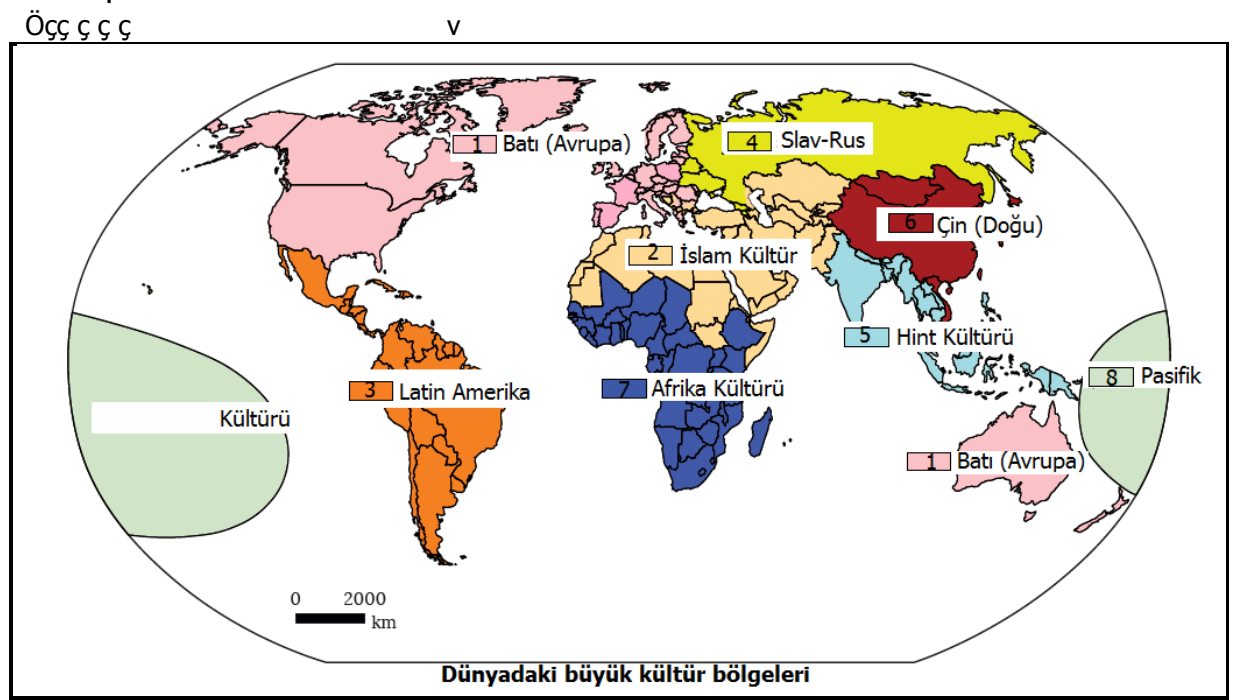 Öçç ç ç ç v
1 Batı (Avrupa)
4 Slav-Rus
6 Çin (Doğu)
2 İslam Kültür
5 Hint Kültürü
8 Pasifik
3 Latin Amerika
7 Afrika Kültürü
Kültürü
1 Batı (Avrupa)
0 2000
km
Dünyadaki büyük kültür bölgeleri